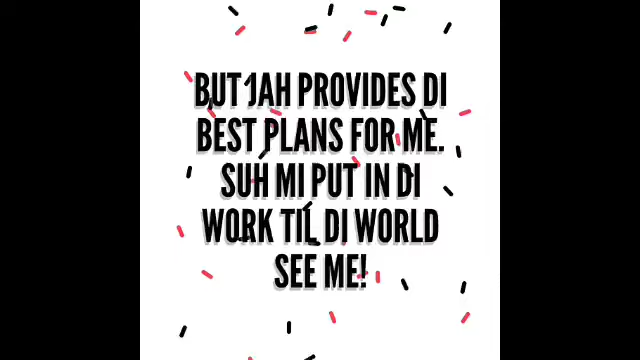 BUT JAH PROVIDES DI
BEST PLANS FOR ME.
SUH MI PUT IN DI
WORK TIL DI WORLD
SEE ME!